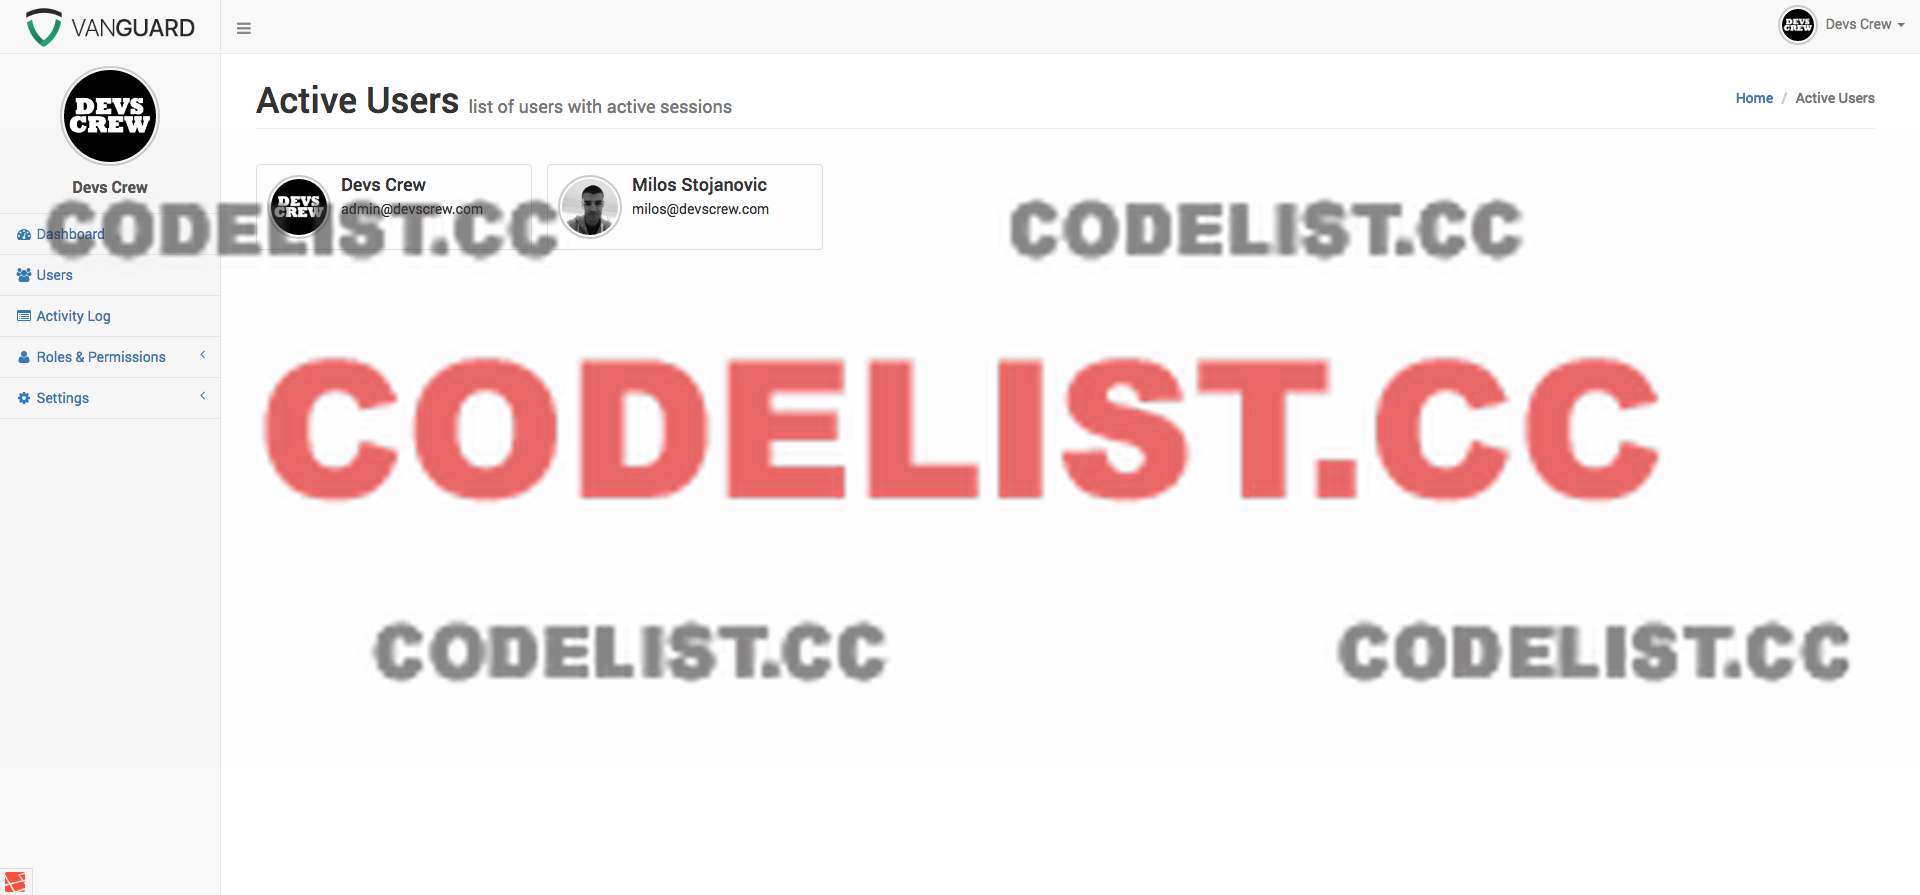 VANGUARD
Devs Crew
DEVS
CREW
Devs Crew
Dashboard
Users
Activity Log
Roles & Permissions
Settings
Active Users list of users with active sessions
Home / Active Users
DEVS
CREW
Devs Crew
admin@devscrew.com
Milos Stojanovic
milos@devscrew.com
CODELIST.CC
CODELIST.CC
CODELIST.CC
CODELIST.CC
CODELIST.CC
DEVS
CREW